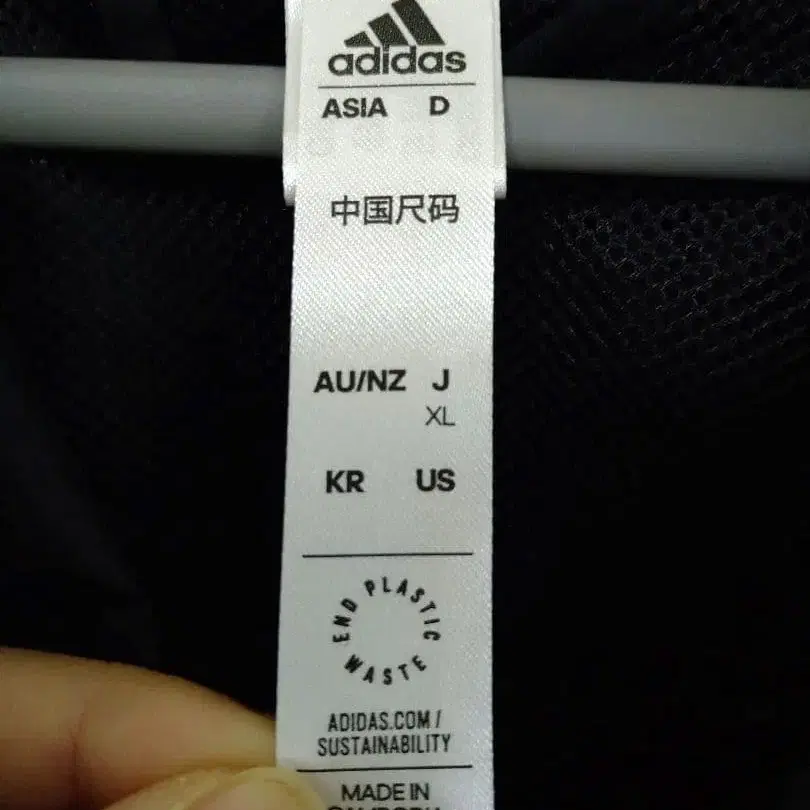 adidas
ASIA D
中国尺码
AU/NZ J
XL
KR US
END PLASTIC WASTE
ADIDAS.COM/
SUSTAINABILITY
MADE IN